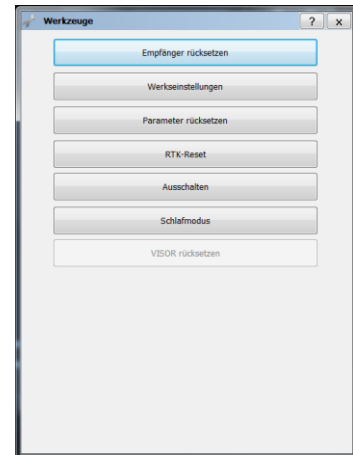 Werkzeuge
Empfänger rücksetzen
Werkseinstellungen
Parameter rücksetzen
RTK-Reset
Ausschalten
Schlafmodus
VISOR rücksetzen